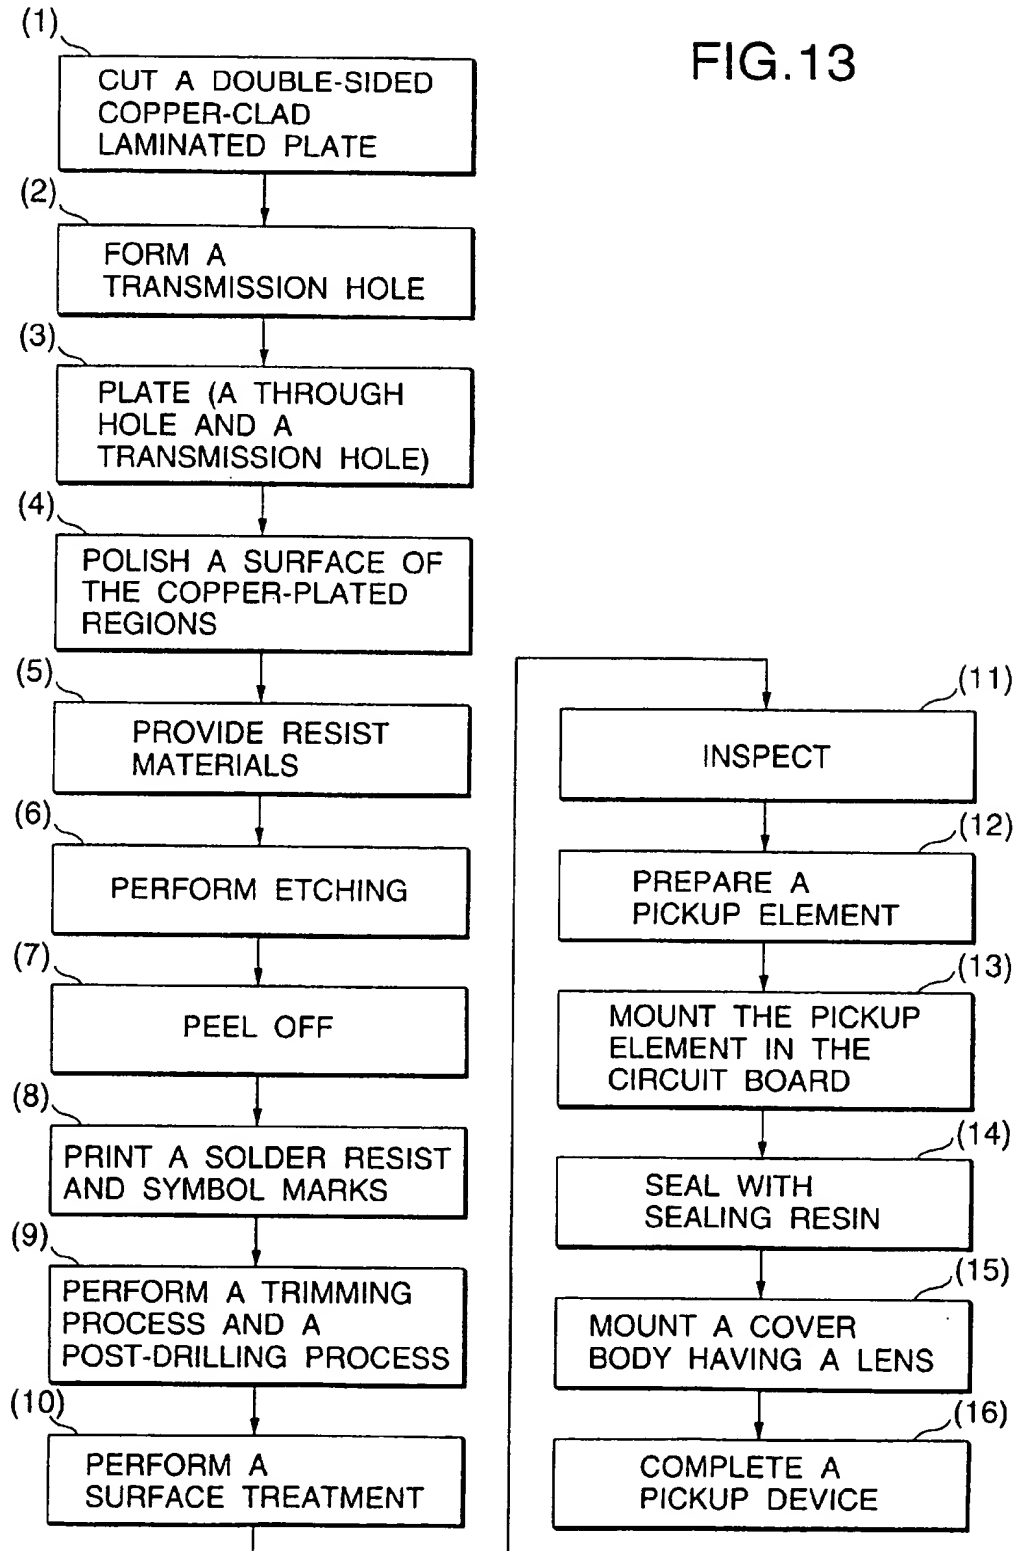 FIG.13
(1)
CUT A DOUBLE-SIDED
COPPER-CLAD
LAMINATED PLATE
(2)
FORM A
TRANSMISSION HOLE
(3)
PLATE (A THROUGH
HOLE AND A
TRANSMISSION HOLE)
(4)
POLISH A SURFACE OF
THE COPPER-PLATED
REGIONS
(5)
PROVIDE RESIST
MATERIALS
(6)
PERFORM ETCHING
(7)
PEEL OFF
(8)
PRINT A SOLDER RESIST
AND SYMBOL MARKS
(9)
PERFORM A TRIMMING
PROCESS AND A
POST-DRILLING PROCESS
(10)
PERFORM A
SURFACE TREATMENT
(11)
INSPECT
(12)
PREPARE A
PICKUP ELEMENT
(13)
MOUNT THE PICKUP
ELEMENT IN THE
CIRCUIT BOARD
(14)
SEAL WITH
SEALING RESIN
(15)
MOUNT A COVER
BODY HAVING A LENS
(16)
COMPLETE A
PICKUP DEVICE